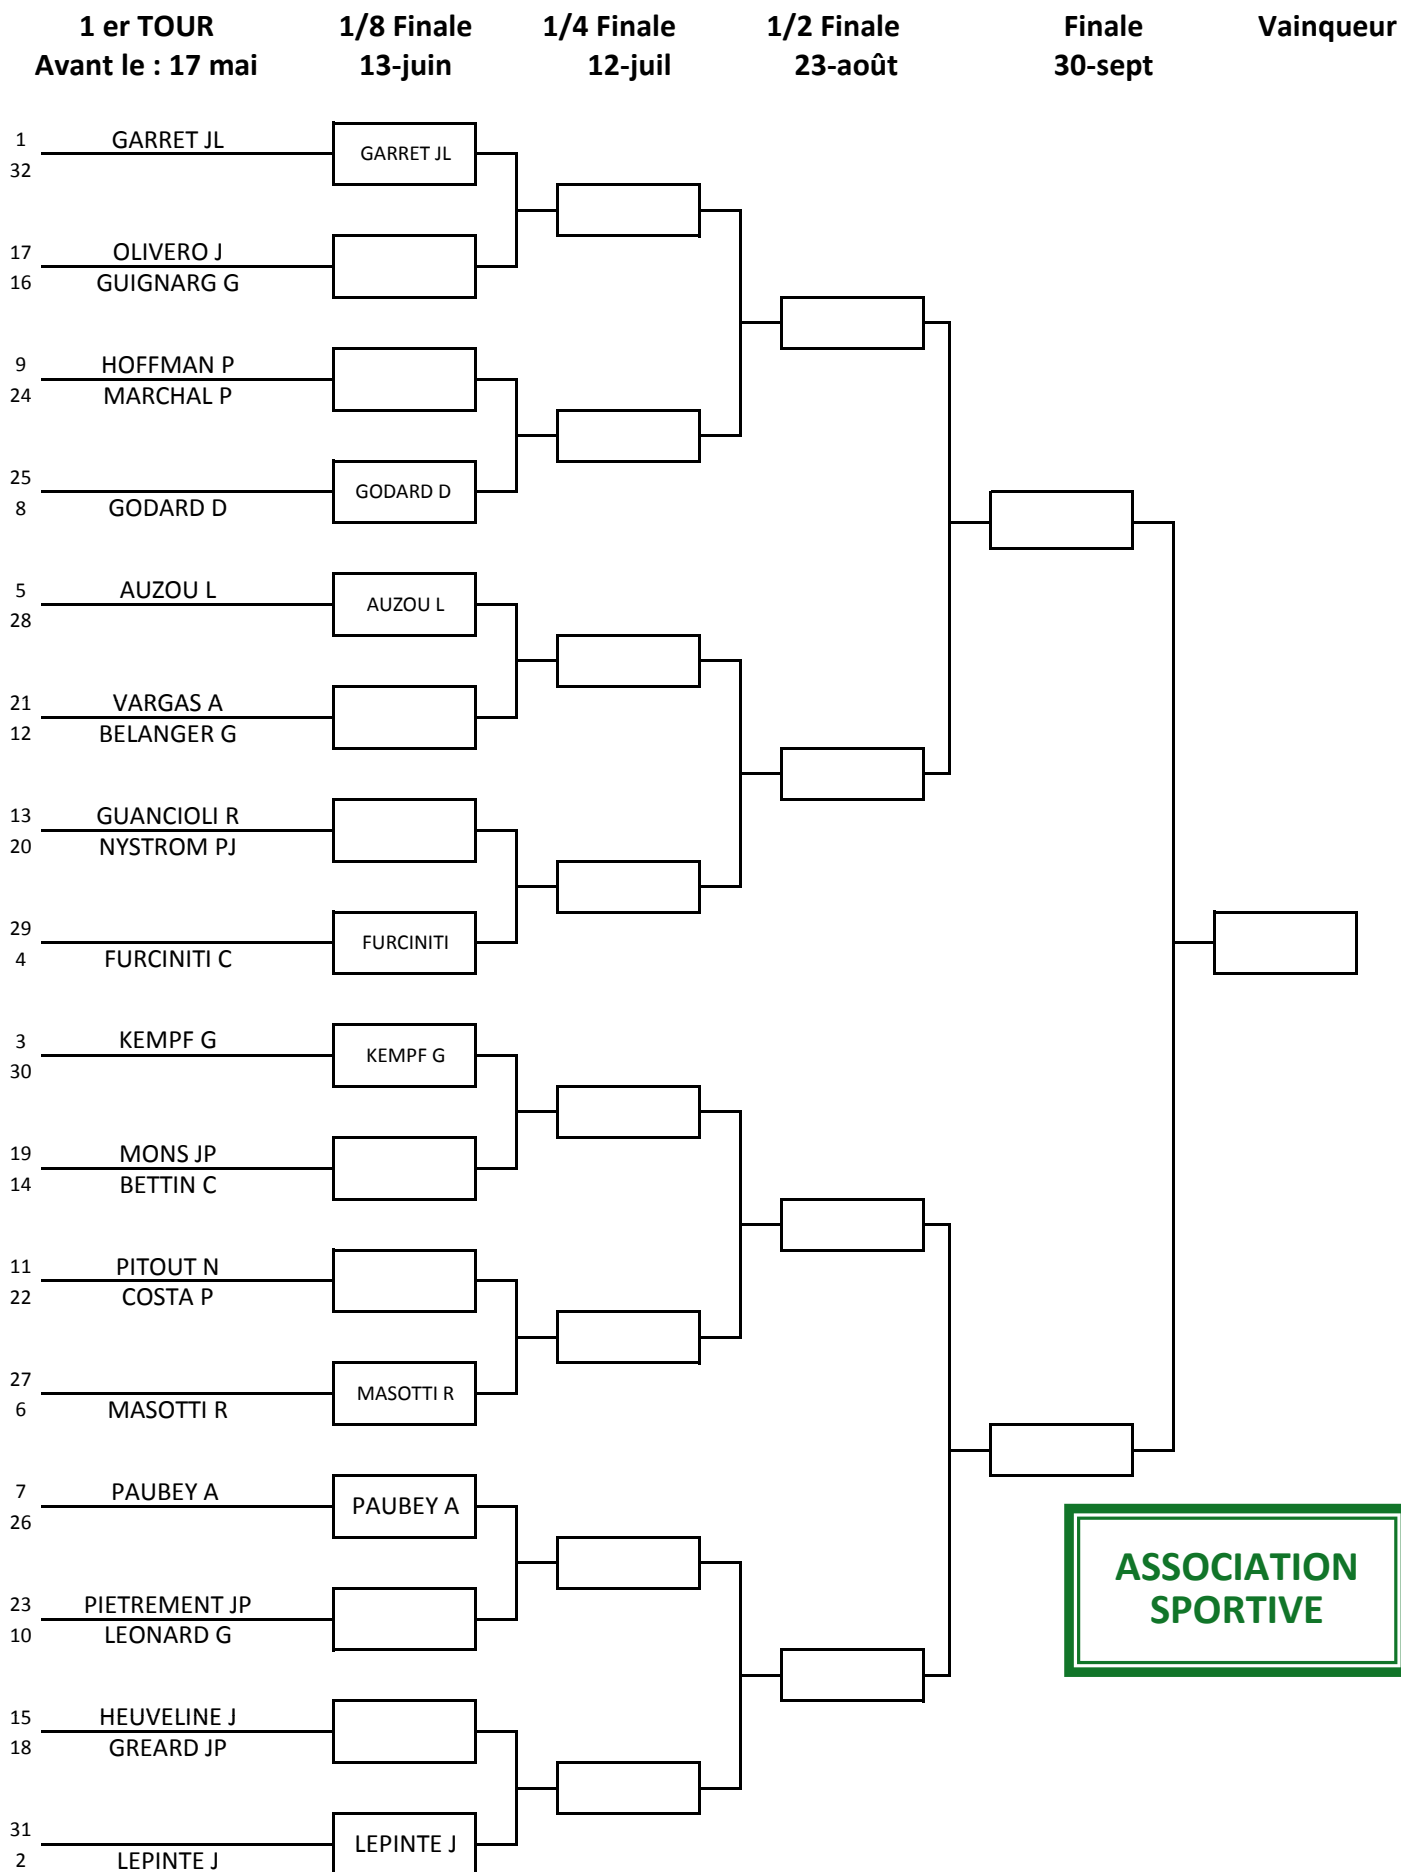 1 er TOUR 1/8 Finale 1/4 Finale 1/2 Finale Finale Vainqueur
Avant le : 17 mai 13-juin 12-juil 23-août 30-sept
1 GARRET JL
GARRET JL
32
17 OLIVERO J
16 GUIGNARG G
9 HOFFMAN P
24 MARCHAL P
25
GODARD D
8 GODARD D
5 AUZOU L
AUZOU L
28
21 VARGAS A
12 BELANGER G
13 GUANCIOLI R
20 NYSTROM PJ
29
FURCINITI
4 FURCINITI C
3 KEMPF G
KEMPF G
30
19 MONS JP
14 BETTIN C
11 PITOUT N
22 COSTA P
27
MASOTTI R
6 MASOTTI R
7 PAUBEY A
PAUBEY A
26
23 PIETREMENT JP
10 LEONARD G
15 HEUVELINE J
18 GREARD JP
31
LEPINTE J
2 LEPINTE J
ASSOCIATION
SPORTIVE